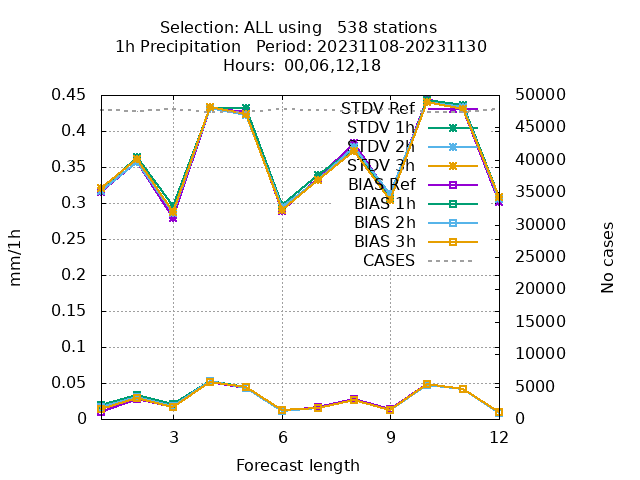 Selection: ALL using   538 stations
1h Precipitation   Period: 20231108-20231130
Hours:  00,06,12,18
0.45
0.4
0.35
0.3
0.25
0.2
0.15
0.1
0.05
0
mm/1h
STDV Ref
STDV 1h
STDV 2h
STDV 3h
BIAS Ref
BIAS 1h
BIAS 2h
BIAS 3h
CASES
50000
45000
40000
35000
30000
25000
20000
15000
10000
5000
0
No cases
3 6 9 12
Forecast length